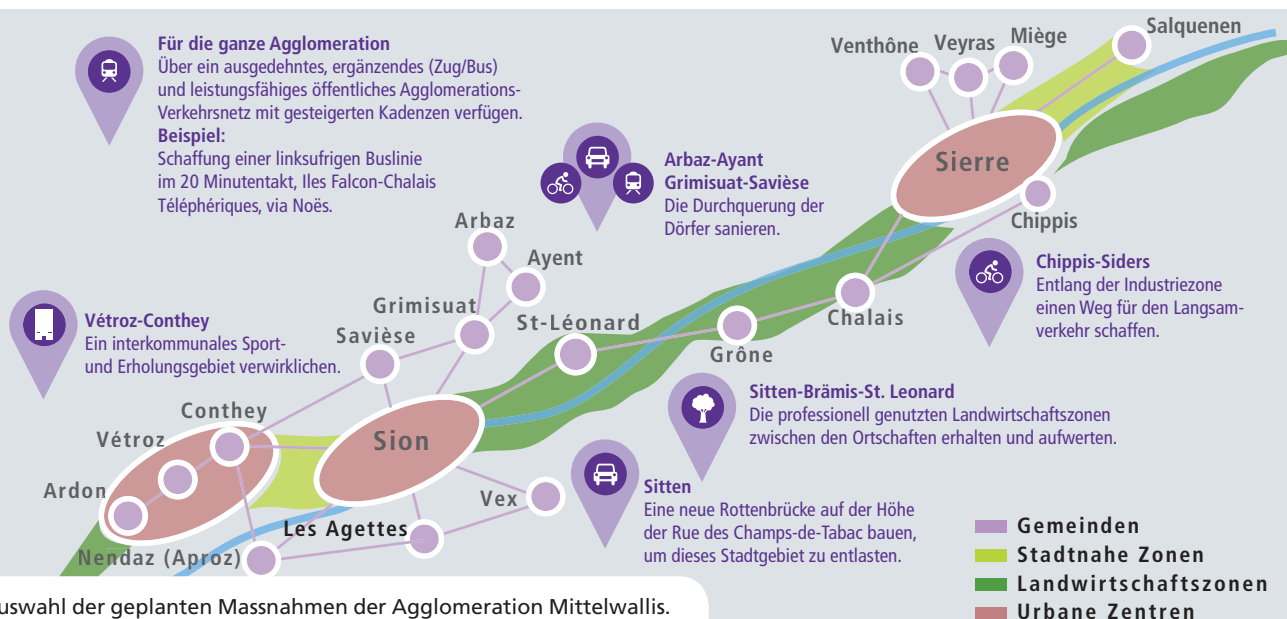 Für die ganze Agglomeration
Über ein ausgedehntes, ergänzendes (Zug/Bus)
und leistungsfähiges öffentliches Agglomerations-
Verkehrsnetz mit gesteigerten Kadenzen verfügen.
Beispiel:
Schaffung einer linksufrigen Buslinie
im 20 Minutentakt, Iles Falcon-Chalais
Téléphériques, via Noës.
Arbaz-Ayant
Grimisuat-Savièse
Die Durchquerung der
Dörfer sanieren.
Venthône
Veyras
Miège
Salquenen
Sierre
Chippis
Chippis-Siders
Entlang der Industriezone
einen Weg für den Langsam-
verkehr schaffen.
Arbaz
Ayent
Grimisuat
Savièse
St-Léonard
Grône
Chalais
Vétroz-Conthey
Ein interkommunales Sport-
und Erholungsgebiet verwirklichen.
Conthey
Vétroz
Ardon
Sion
Vex
Les Agettes
Nendaz (Aproz)
Sitten-Brämis-St. Leonard
Die professionell genutzten Landwirtschaftszonen
zwischen den Ortschaften erhalten und aufwerten.
Sitten
Eine neue Rottenbrücke auf der Höhe
der Rue des Champs-de-Tabac bauen,
um dieses Stadtgebiet zu entlasten.
Gemeinden
Stadtnahe Zonen
Landwirtschaftszonen
Urbane Zentren
uswahl der geplanten Massnahmen der Agglomeration Mittelwallis.